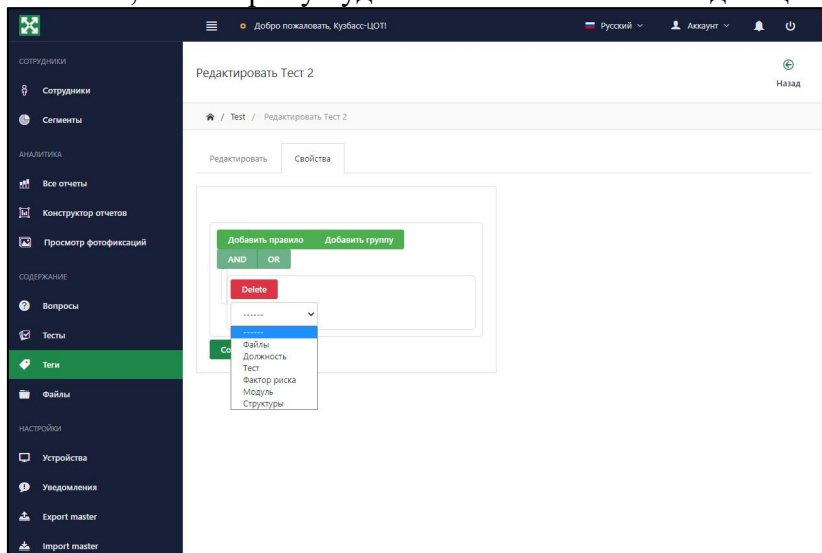 Добро пожаловать, Кузбасс-ЦОТ!
Русский
Аккаунт
СОТРУДНИКИ
Сотрудники
Сегменты
АНАЛИТИКА
Все отчеты
Конструктор отчетов
Просмотр фотофиксаций
СОДЕРЖАНИЕ
Вопросы
Тесты
Теги
Файлы
НАСТРОЙКИ
Устройства
Уведомления
Export master
Import master
Редактировать Тест 2
Назад
/ Test / Редактировать Тест 2
Редактировать
Свойства
Добавить правило
Добавить группу
AND
OR
Delete
------
------
Файлы
Должность
Тест
Фактор риска
Модуль
Структуры